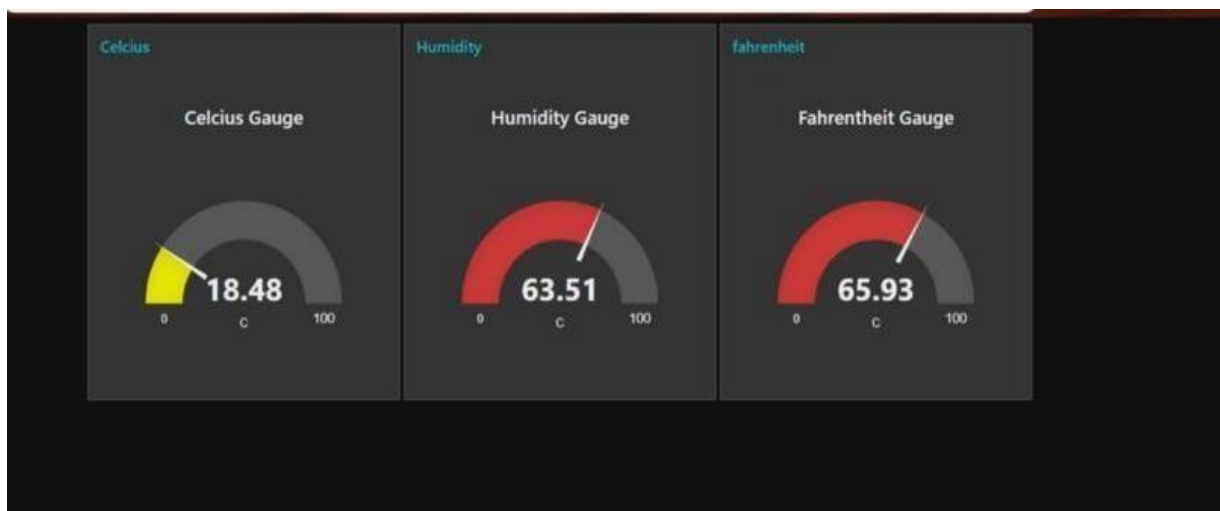 Celcius
Celcius Gauge
18.48
0
C
100
Humidity
Humidity Gauge
63.51
0
C
100
fahrenheit
Fahrentheit Gauge
65.93
0
C
100